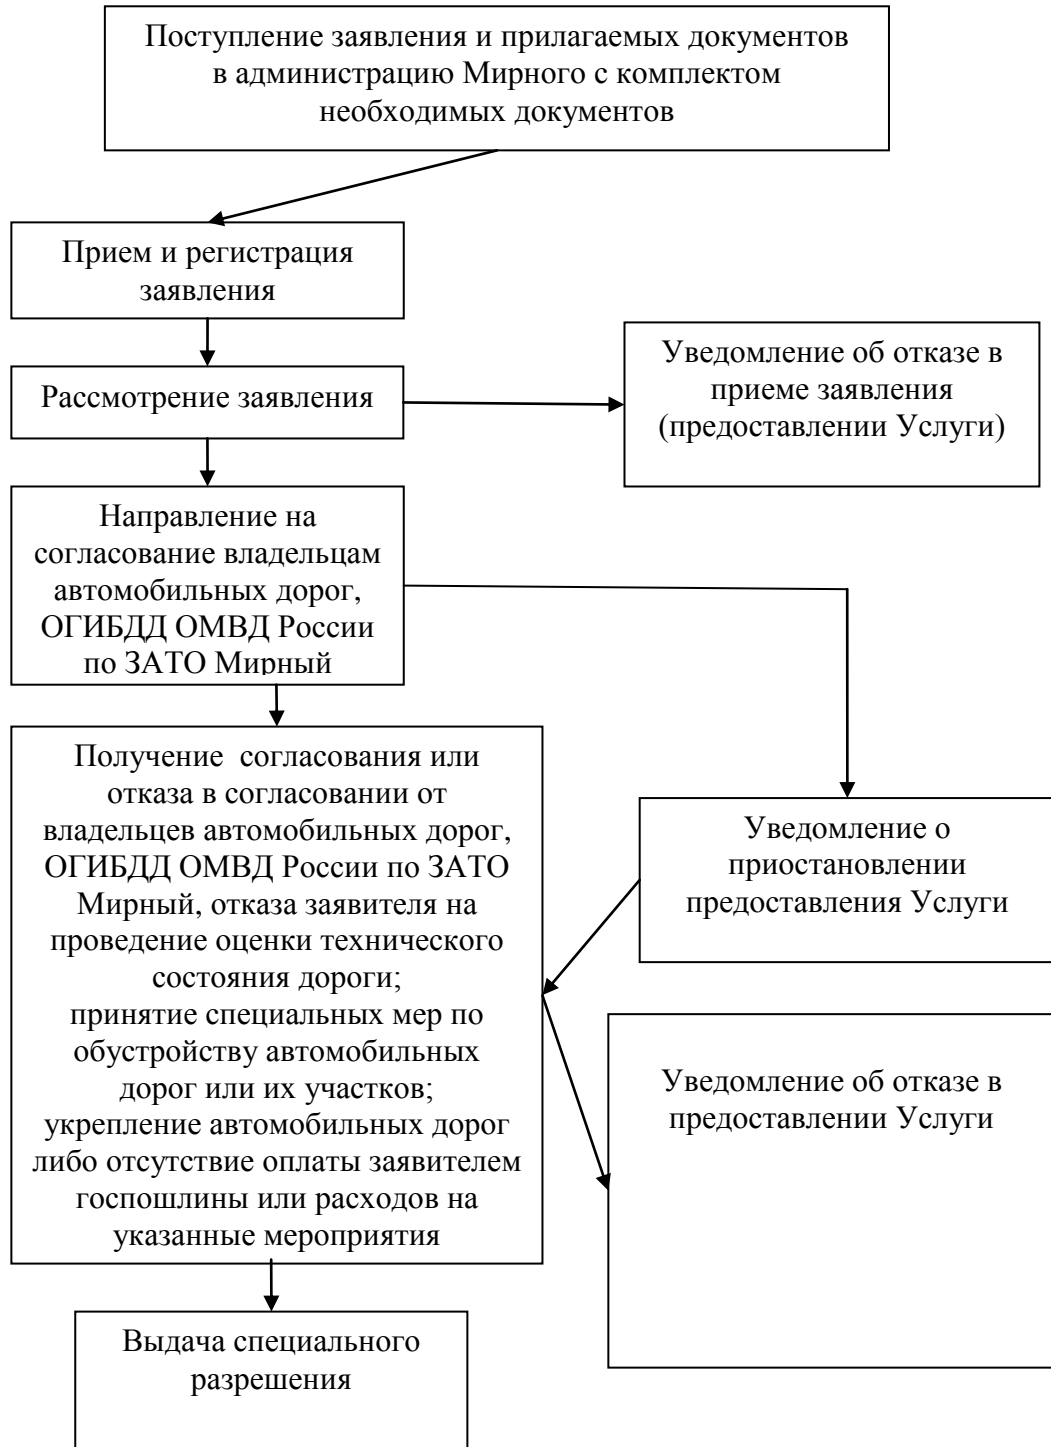 Поступление заявления и прилагаемых документов
в администрацию Мирного с комплектом
необходимых документов
Прием и регистрация
заявления
Рассмотрение заявления
Уведомление об отказе в
приеме заявления
(предоставлении Услуги)
Направление на
согласование владельцам
автомобильных дорог,
ОГИБДД ОМВД России
по ЗАТО Мирный
Получение согласования или
отказа в согласовании от
владельцев автомобильных дорог,
ОГИБДД ОМВД России по ЗАТО
Мирный, отказа заявителя на
проведение оценки технического
состояния дороги;
принятие специальных мер по
обустройству автомобильных
дорог или их участков;
укрепление автомобильных дорог
либо отсутствие оплаты заявителем
госпошлины или расходов на
указанные мероприятия
Уведомление о
приостановлении
предоставления Услуги
Уведомление об отказе в
предоставлении Услуги
Выдача специального
разрешения